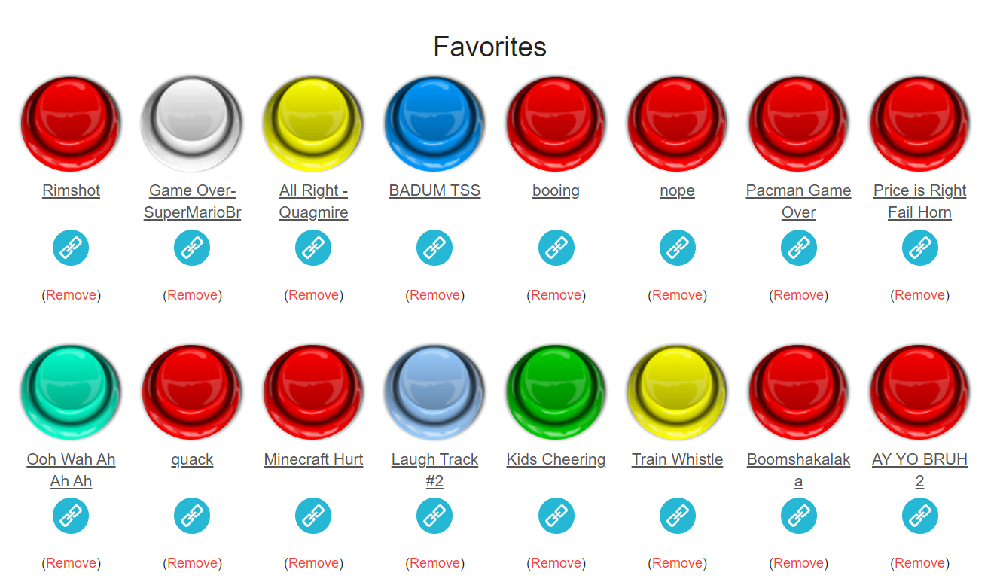 Favorites
Rimshot Game Over- All Right - BADUM TSS booing nope Pacman Game Price is Right
SuperMarioBr Quagmire Over Fail Horn
(Remove) (Remove) (Remove) (Remove) (Remove) (Remove) (Remove) (Remove)
Ooh Wah Ah quack Minecraft Hurt Laugh Track Kids Cheering Train Whistle Boomshakalak AY YO BRUH
Ah Ah #2 a 2
(Remove) (Remove) (Remove) (Remove) (Remove) (Remove) (Remove) (Remove)